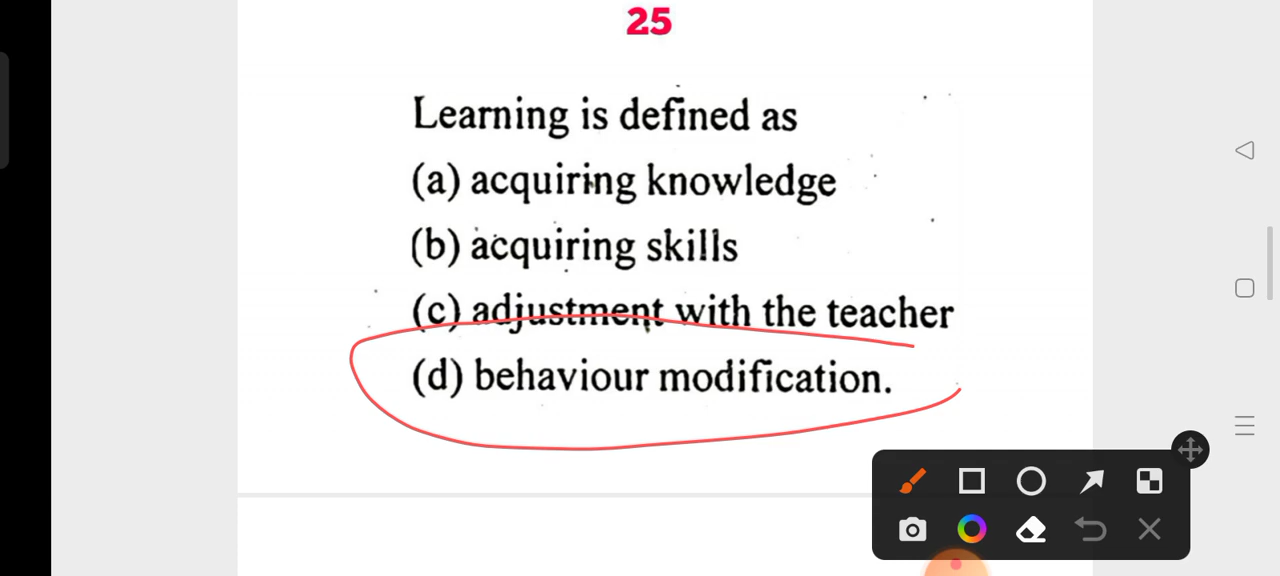 25
Learning is defined as
(a) acquiring knowledge
(b) acquiring skills
(c) adjustment with the teacher
(d) behaviour modification.